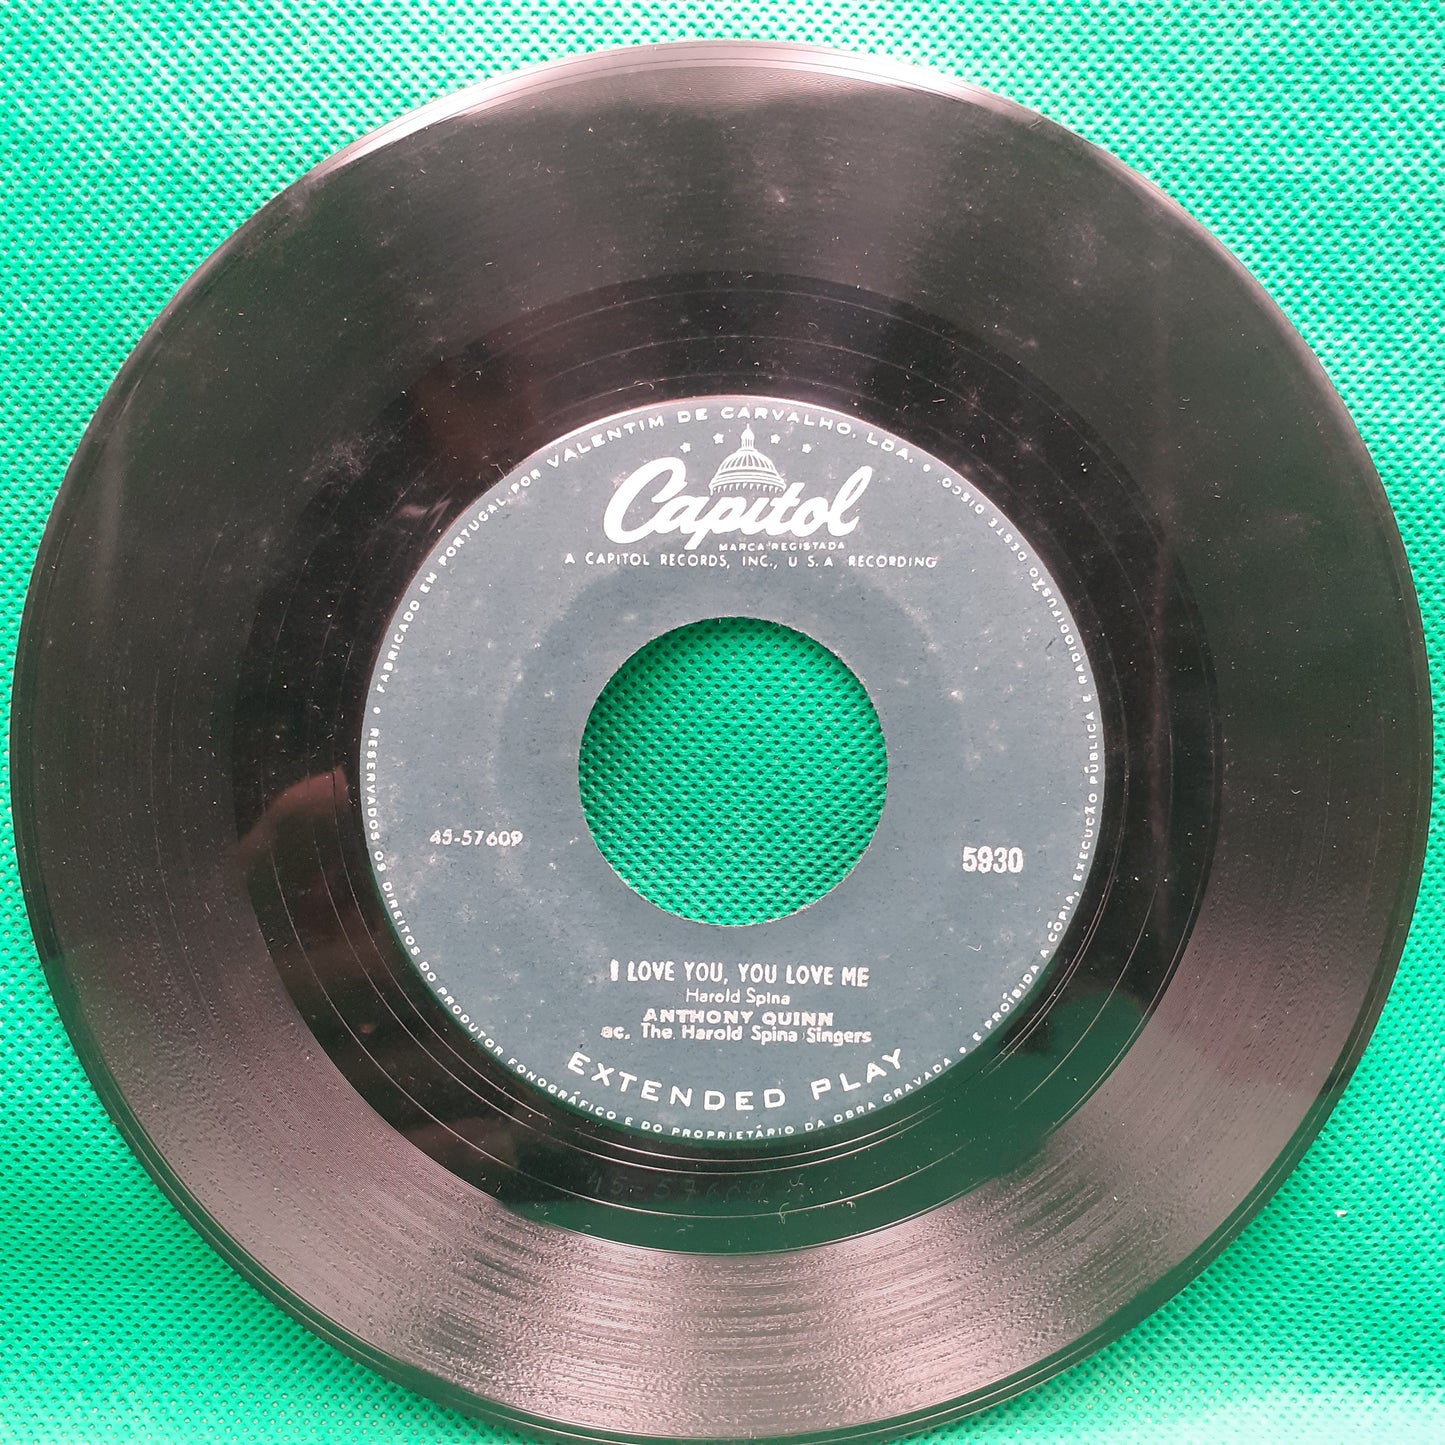 • FABRICADO EM PORTUGAL, POR VALENTIM DE CARVALHO, LDA. •
RESERVADOS OS DIREITOS DO PRODUTOR FONOGRÁFICO E DO PROPRIETÁRIO DA OBRA GRAVADA • E PROÍBIDA A CÓPIA, EXECUÇÃO PÚBLICA E RADIODIFUSÃO DESTE DISCO
Capitol
MARCA REGISTADA
A CAPITOL RECORDS, INC., U S. A RECORDING
45-57609
5930
I LOVE YOU, YOU LOVE ME
Harold Spina
ANTHONY QUINN
ac. The Harold Spina Singers
EXTENDED PLAY